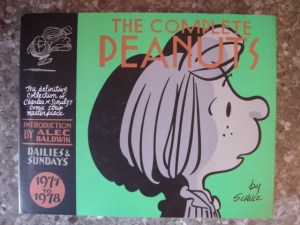 THE COMPLETE
PEANUTS
The definitive
collection of
Charles M. Schulz's
comic strip
masterpiece
INTRODUCTION
BY ALEC
BALDWIN
DAILIES &
SUNDAYS
1977
TO
1978
by
Schulz